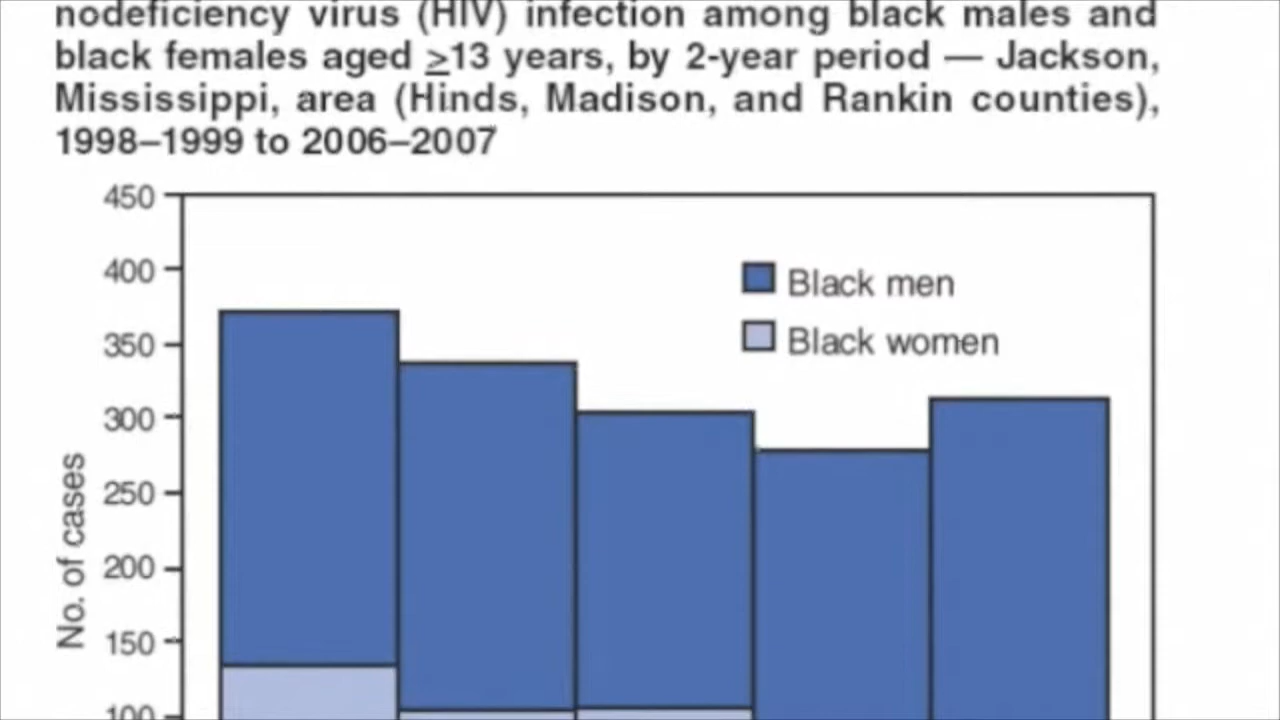 nodeficiency virus (HIV) infection among black males and
black females aged ≥13 years, by 2-year period — Jackson,
Mississippi, area (Hinds, Madison, and Rankin counties),
1998–1999 to 2006–2007
450
400
Black men
350
Black women
300
250
200
150
100
No. of cases